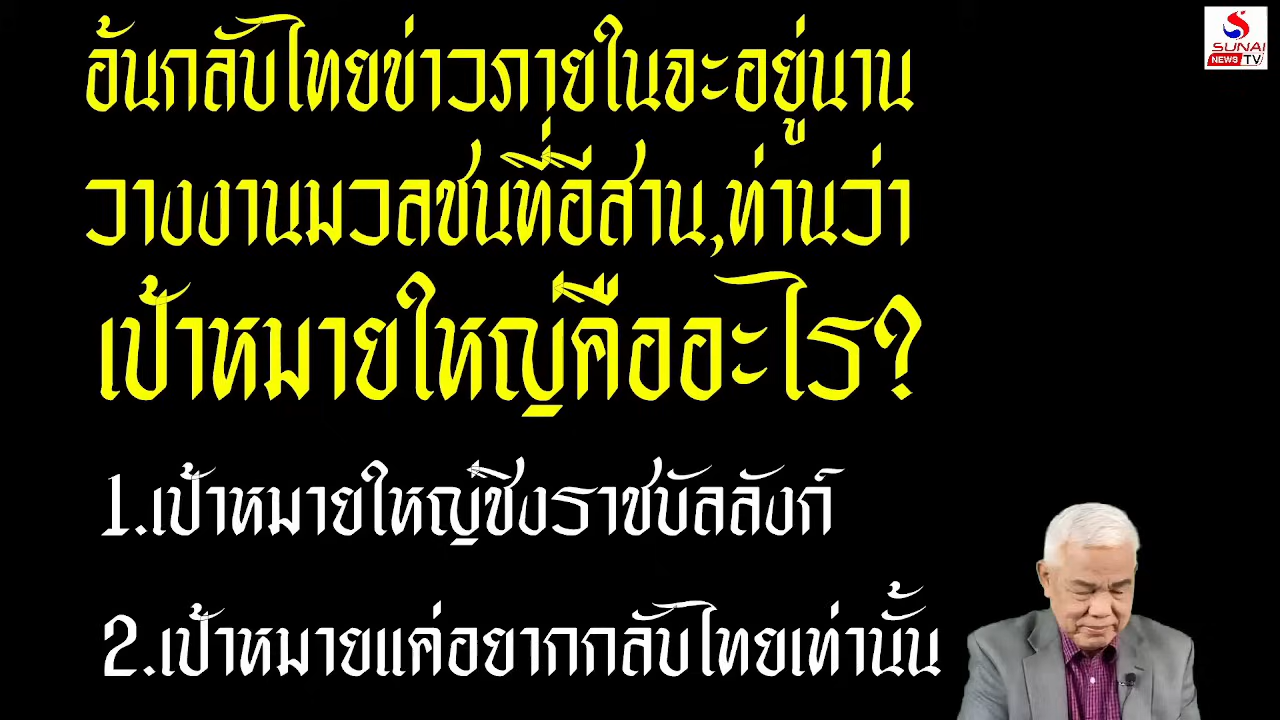 SUNAI
NEWS TV
อ้นกลับไทยข่าวภายในจะอยู่นาน
วางงานมวลชนที่อีสาน,ท่านว่า
เป้าหมายใหญ่คืออะไร?
1.เป้าหมายใหญ่ชิงราชบัลลังก์
2.เป้าหมายแค่อยากกลับไทยเท่านั้น